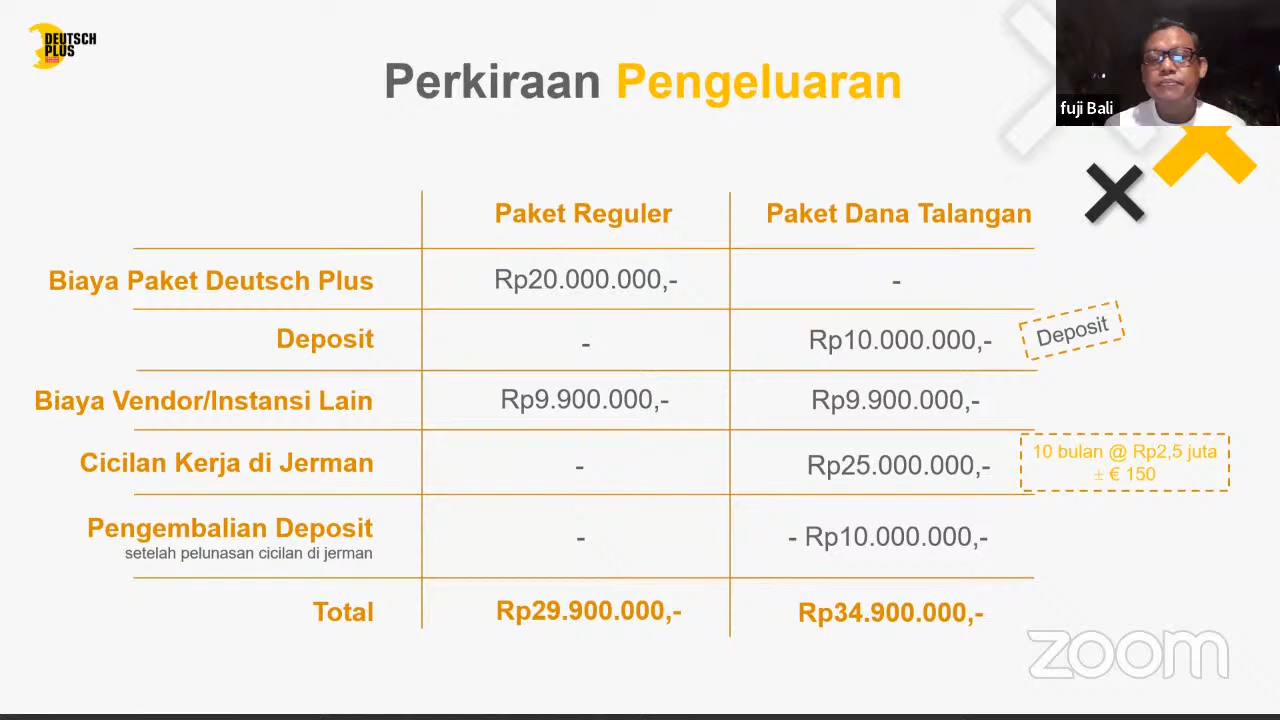 DEUTSCH
PLUS
Perkiraan Pengeluaran
fuji Bali
Paket Reguler
Paket Dana Talangan
Biaya Paket Deutsch Plus
Rp20.000.000,-
-
Deposit
-
Rp10.000.000,-
Deposit
Biaya Vendor/Instansi Lain
Rp9.900.000,-
Rp9.900.000,-
Cicilan Kerja di Jerman
-
Rp25.000.000,-
10 bulan @ Rp2,5 juta
± € 150
Pengembalian Deposit
setelah pelunasan cicilan di jerman
-
- Rp10.000.000,-
Total
Rp29.900.000,-
Rp34.900.000,-
zoom